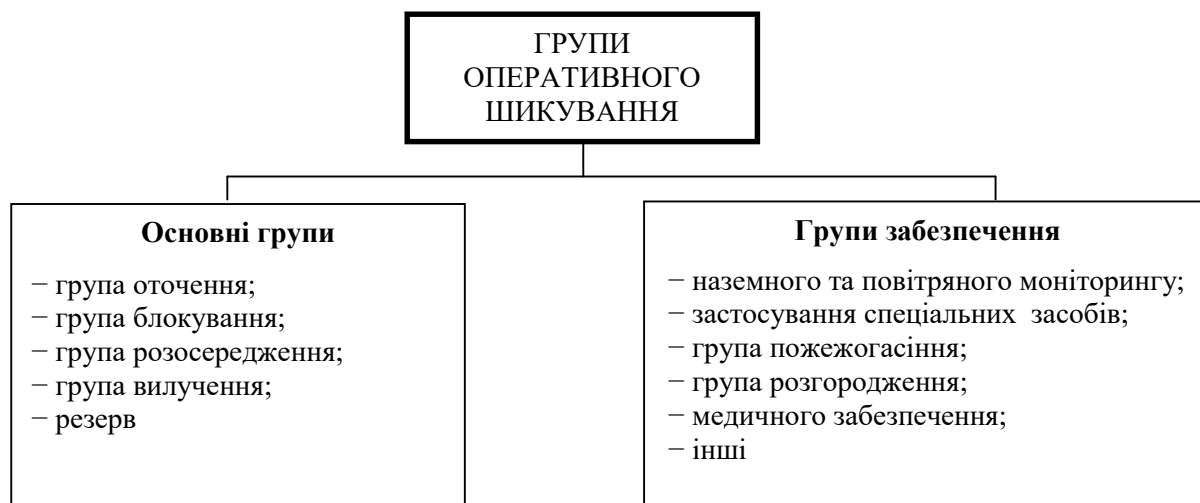 ГРУПИ
ОПЕРАТИВНОГО
ШИКУВАННЯ
Основні групи
− група оточення;
− група блокування;
− група розосередження;
− група вилучення;
− резерв
Групи забезпечення
− наземного та повітряного моніторингу;
− застосування спеціальних засобів;
− група пожежогасіння;
− група розгородження;
− медичного забезпечення;
− інші